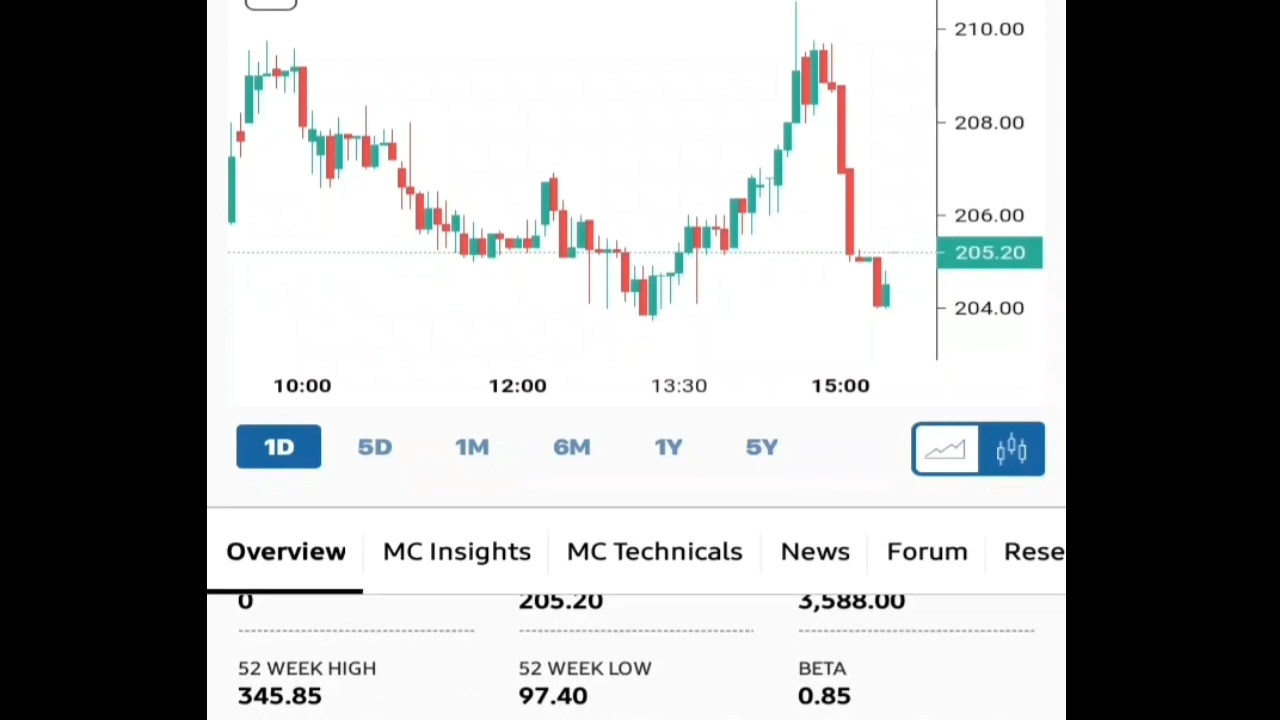 210.00
208.00
206.00
205.20
204.00
10:00 12:00 13:30 15:00
1D 5D 1M 6M 1Y 5Y
Overview MC Insights MC Technicals News Forum Rese
0 205.20 3,588.00
52 WEEK HIGH 52 WEEK LOW BETA
345.85 97.40 0.85